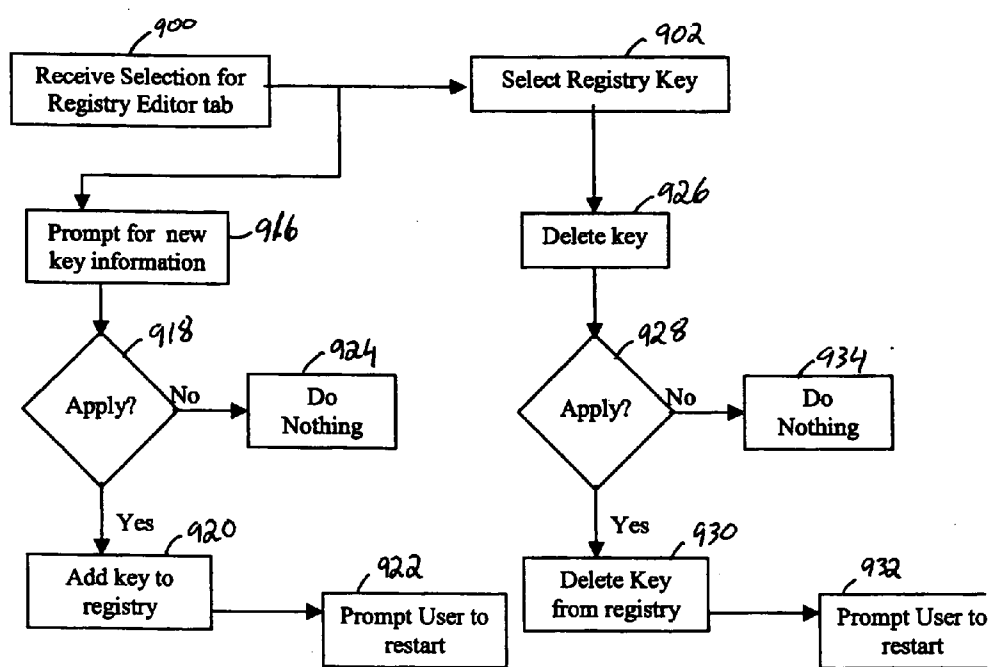 900
Receive Selection for
Registry Editor tab
902
Select Registry Key
916
Prompt for new
key information
926
Delete key
918
Apply?
No
924
Do
Nothing
928
Apply?
No
934
Do
Nothing
Yes
920
Add key to
registry
922
Prompt User to
restart
Yes
930
Delete Key
from registry
932
Prompt User to
restart